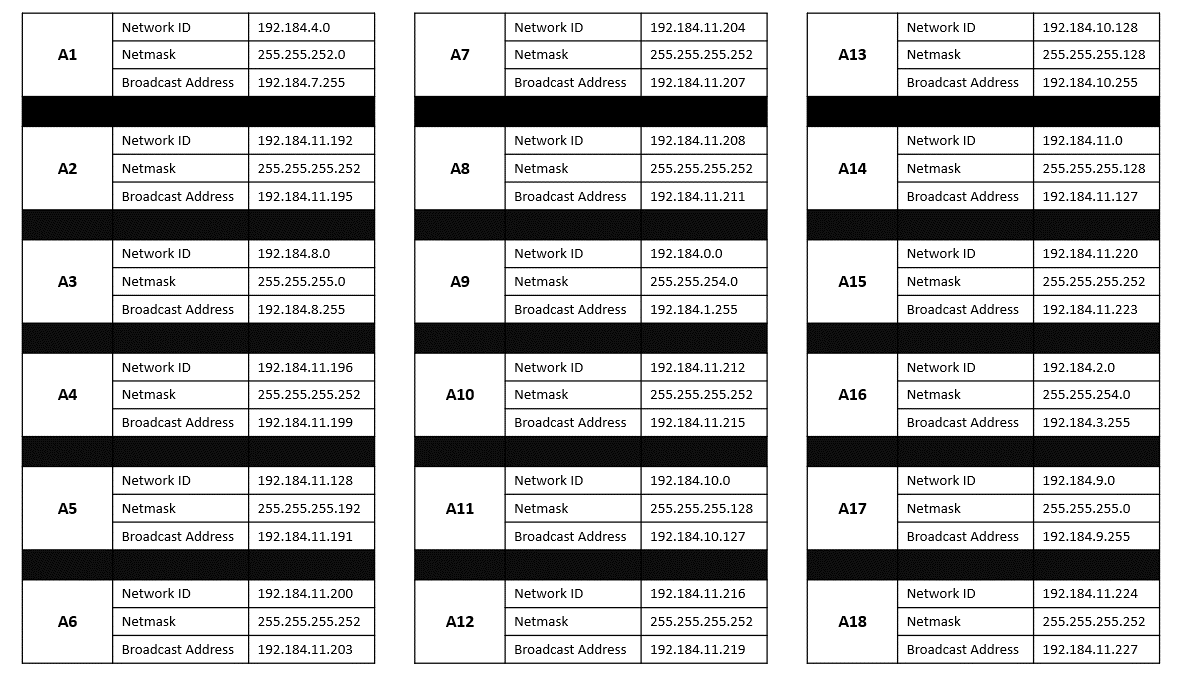 A1
Network ID 192.184.4.0
Netmask 255.255.252.0
Broadcast Address 192.184.7.255
A2
Network ID 192.184.11.192
Netmask 255.255.255.252
Broadcast Address 192.184.11.195
A3
Network ID 192.184.8.0
Netmask 255.255.255.0
Broadcast Address 192.184.8.255
A4
Network ID 192.184.11.196
Netmask 255.255.255.252
Broadcast Address 192.184.11.199
A5
Network ID 192.184.11.128
Netmask 255.255.255.192
Broadcast Address 192.184.11.191
A6
Network ID 192.184.11.200
Netmask 255.255.255.252
Broadcast Address 192.184.11.203
A7
Network ID 192.184.11.204
Netmask 255.255.255.252
Broadcast Address 192.184.11.207
A8
Network ID 192.184.11.208
Netmask 255.255.255.252
Broadcast Address 192.184.11.211
A9
Network ID 192.184.0.0
Netmask 255.255.254.0
Broadcast Address 192.184.1.255
A10
Network ID 192.184.11.212
Netmask 255.255.255.252
Broadcast Address 192.184.11.215
A11
Network ID 192.184.10.0
Netmask 255.255.255.128
Broadcast Address 192.184.10.127
A12
Network ID 192.184.11.216
Netmask 255.255.255.252
Broadcast Address 192.184.11.219
A13
Network ID 192.184.10.128
Netmask 255.255.255.128
Broadcast Address 192.184.10.255
A14
Network ID 192.184.11.0
Netmask 255.255.255.128
Broadcast Address 192.184.11.127
A15
Network ID 192.184.11.220
Netmask 255.255.255.252
Broadcast Address 192.184.11.223
A16
Network ID 192.184.2.0
Netmask 255.255.254.0
Broadcast Address 192.184.3.255
A17
Network ID 192.184.9.0
Netmask 255.255.255.0
Broadcast Address 192.184.9.255
A18
Network ID 192.184.11.224
Netmask 255.255.255.252
Broadcast Address 192.184.11.227